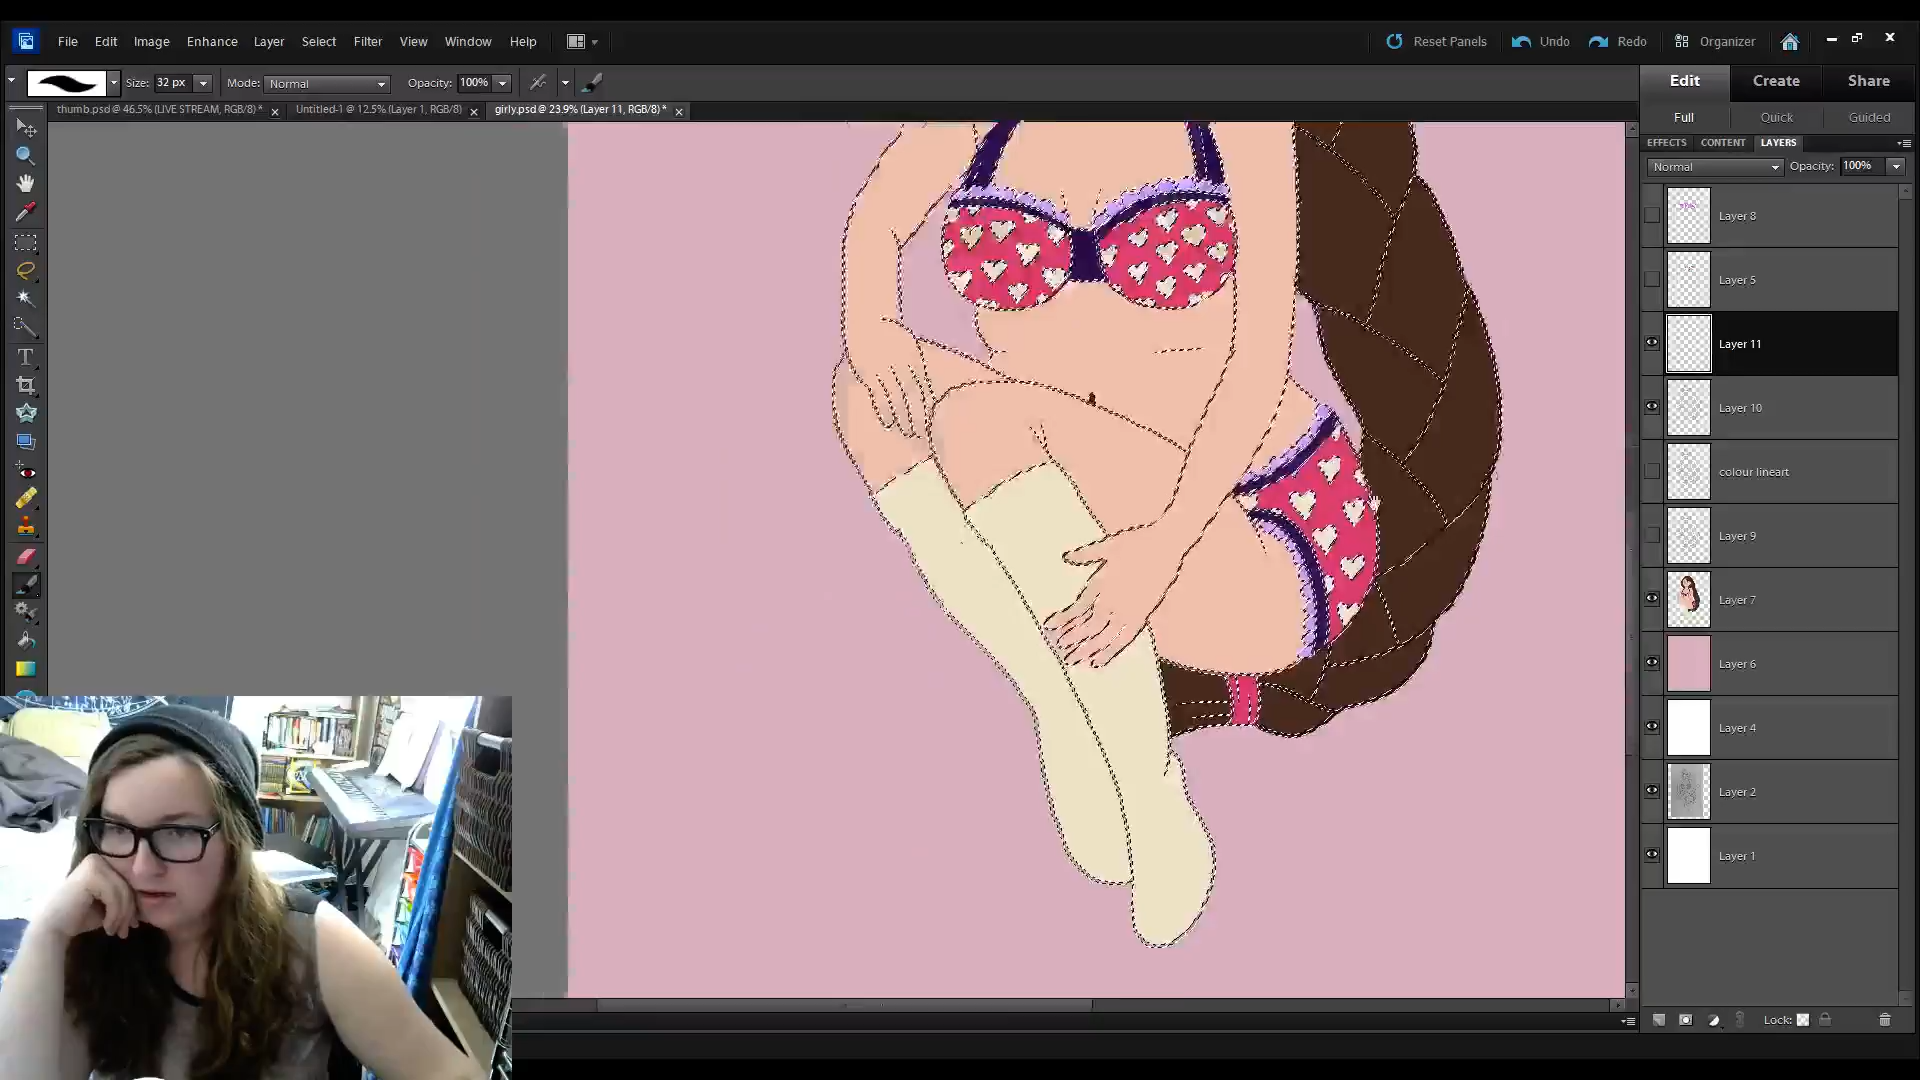 File Edit Image Enhance Layer Select Filter View Window Help
Reset Panels Undo Redo Organizer
Size: 32 px Mode: Normal Opacity: 100%
Edit Create Share
thumb.psd @ 46.5% (LIVE STREAM, RGB/8) * Untitled-1 @ 12.5% (Layer 1, RGB/8) girly.psd @ 23.9% (Layer 11, RGB/8) *
Full Quick Guided
EFFECTS CONTENT LAYERS
Normal Opacity: 100%
Layer 8
Layer 5
Layer 11
Layer 10
colour lineart
Layer 9
Layer 7
Layer 6
Layer 4
Layer 2
Layer 1
Lock: